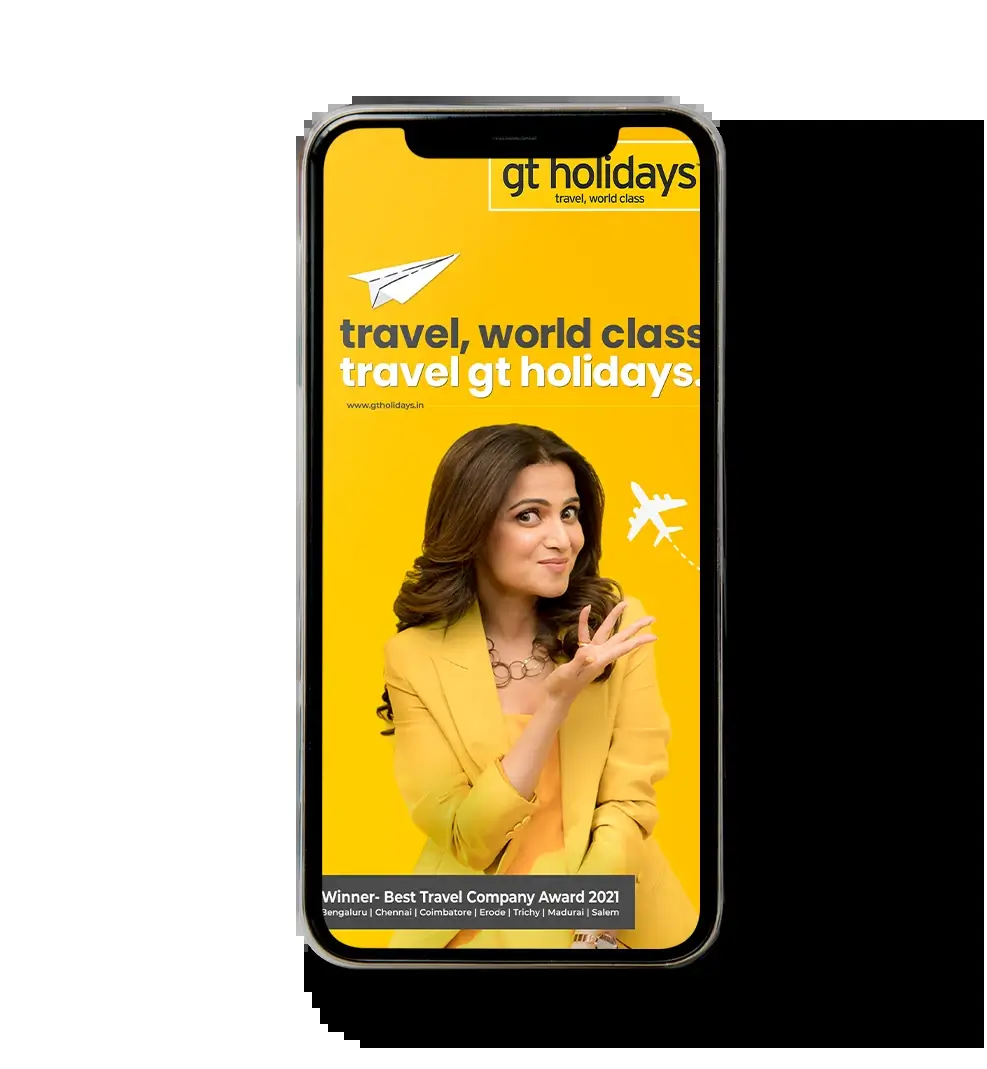 gt holidays
travel, world class
travel, world class
travel gt holidays.
www.gtholidays.in
Winner- Best Travel Company Award 2021
Bengaluru | Chennai | Coimbatore | Erode | Trichy | Madurai | Salem